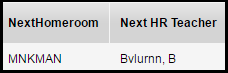 NextHomeroom Next HR Teacher
MNKMAN Bvlurnn, B